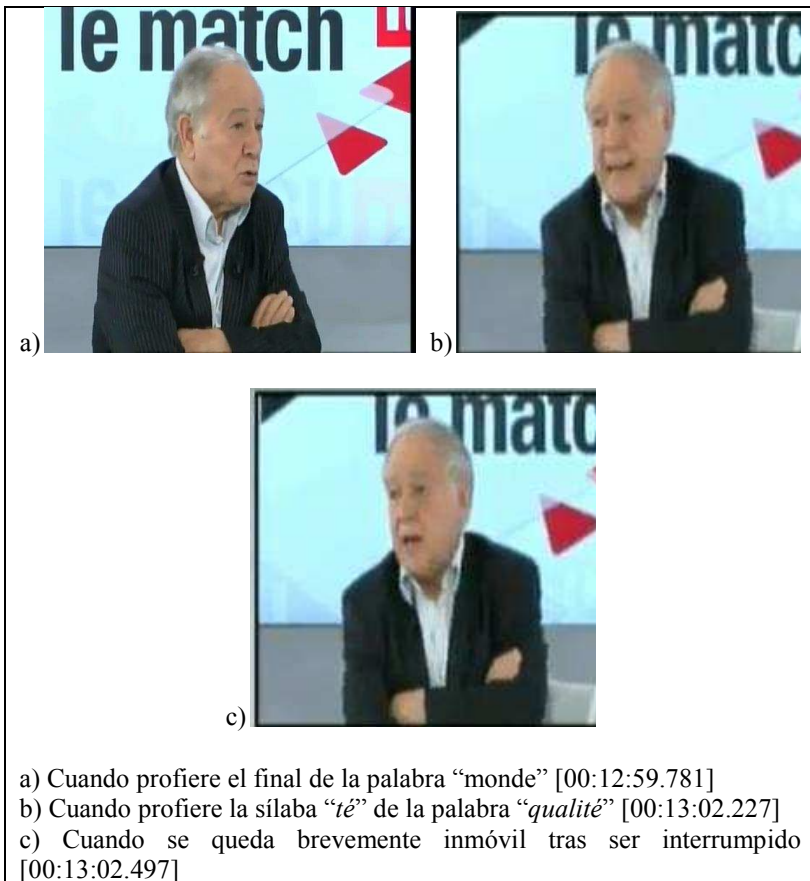 le match
le matc
a)
b)
le matc
c)
a) Cuando profiere el final de la palabra “monde” [00:12:59.781]
b) Cuando profiere la sílaba “té” de la palabra “qualité” [00:13:02.227]
c) Cuando se queda brevemente inmóvil tras ser interrumpido
[00:13:02.497]